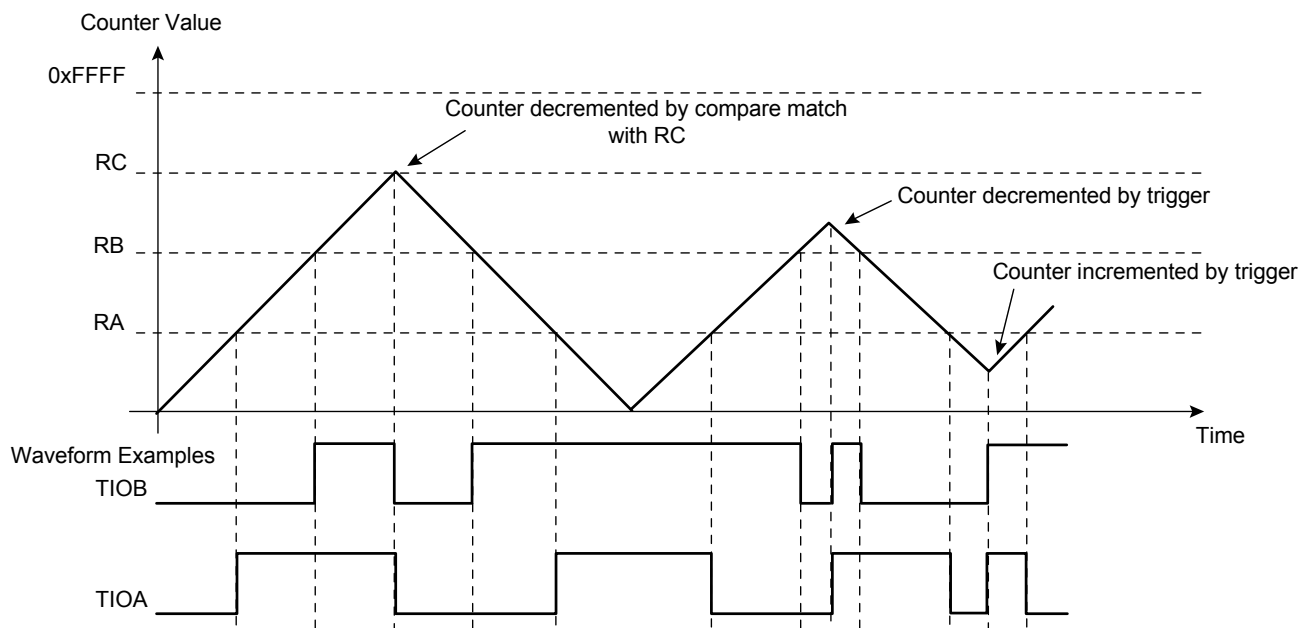 Counter Value
0xFFFF
Counter decremented by compare match
with RC
RC
Counter decremented by trigger
RB
Counter incremented by trigger
RA
Time
Waveform Examples
TIOB
TIOA